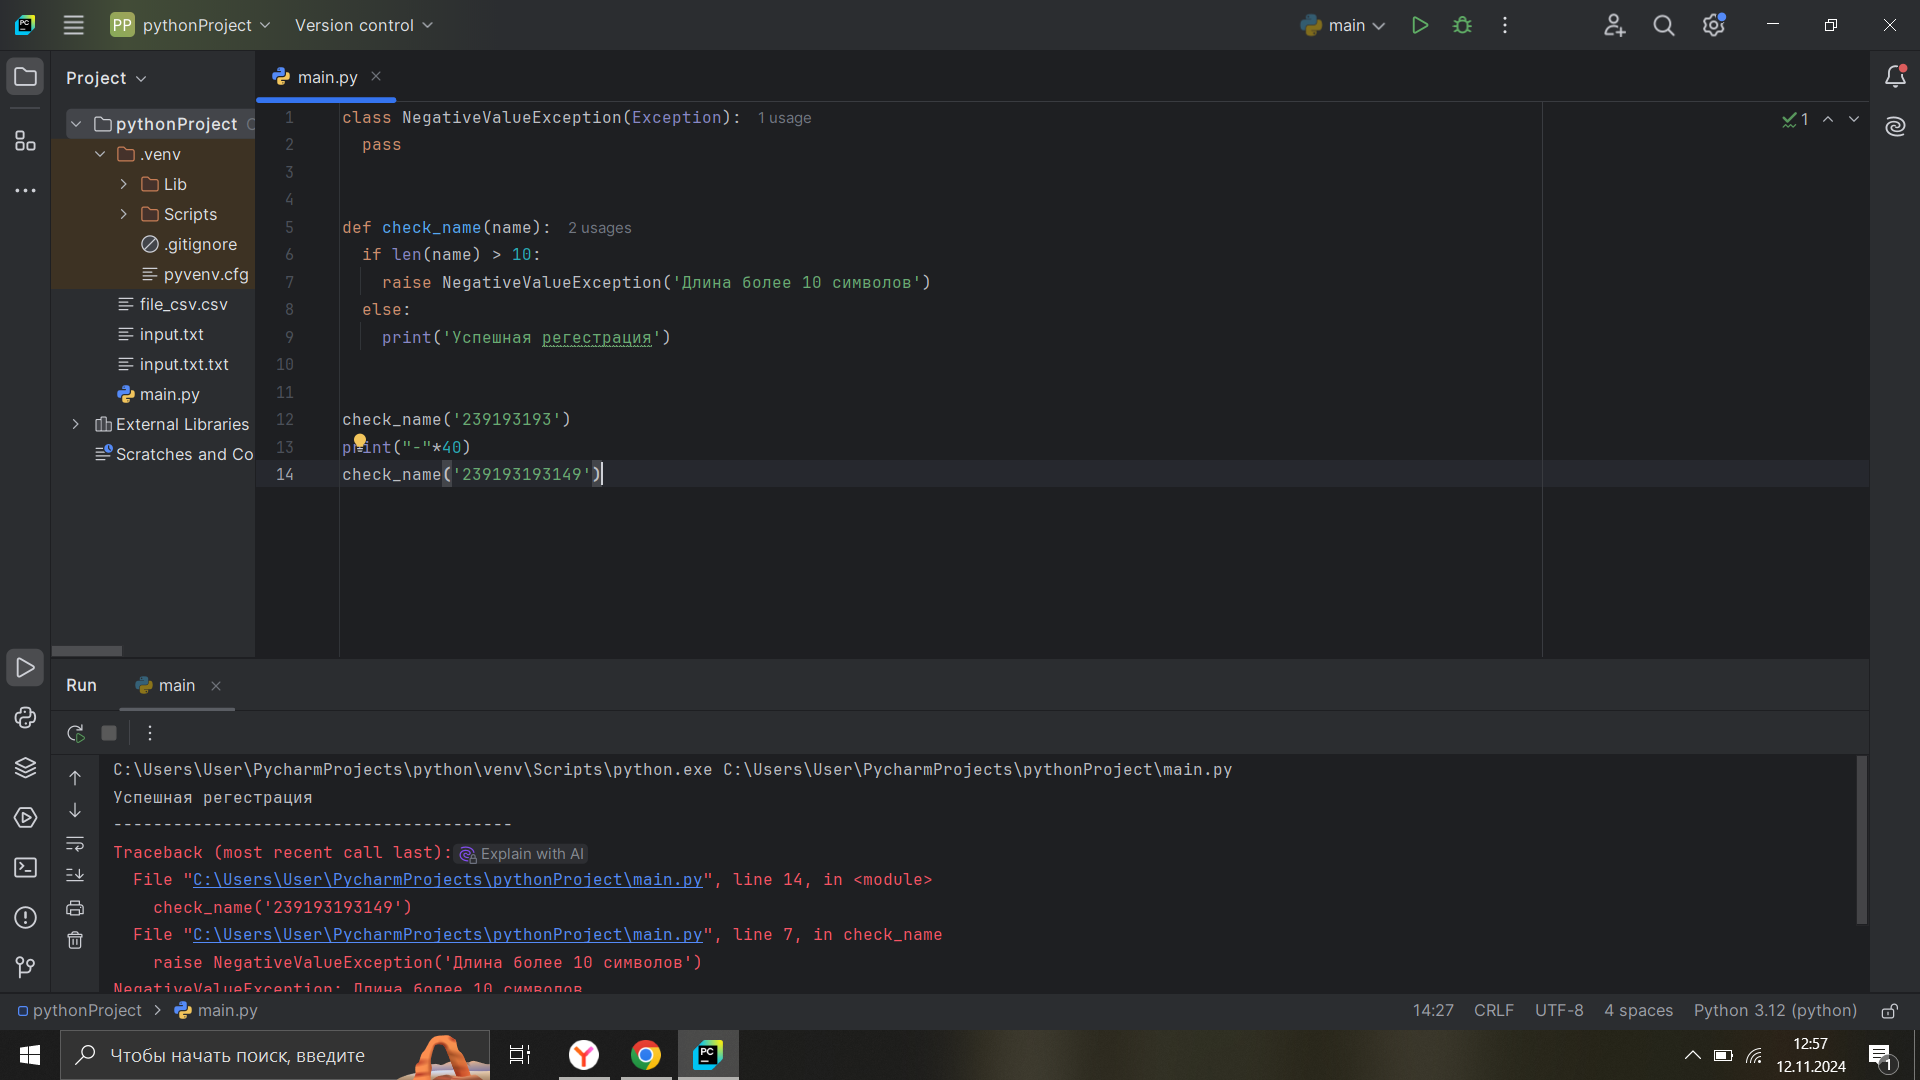 PP pythonProject Version control main
Project main.py
pythonProject
.venv
Lib
Scripts
.gitignore
pyvenv.cfg
file_csv.csv
input.txt
input.txt.txt
main.py
External Libraries
Scratches and Co
1 class NegativeValueException(Exception): 1 usage
2 pass
3
4
5 def check_name(name): 2 usages
6 if len(name) > 10:
7 raise NegativeValueException('Длина более 10 символов')
8 else:
9 print('Успешная регестрация')
10
11
12 check_name('239193193')
13 print("-"*40)
14 check_name('239193193149')
1
Run main
C:\Users\User\PycharmProjects\python\venv\Scripts\python.exe C:\Users\User\PycharmProjects\pythonProject\main.py
Успешная регестрация
----------------------------------------
Traceback (most recent call last): Explain with AI
File "C:\Users\User\PycharmProjects\pythonProject\main.py", line 14, in <module>
check_name('239193193149')
File "C:\Users\User\PycharmProjects\pythonProject\main.py", line 7, in check_name
raise NegativeValueException('Длина более 10 символов')
NegativeValueException: Длина более 10 символов
pythonProject > main.py 14:27 CRLF UTF-8 4 spaces Python 3.12 (python)
Чтобы начать поиск, введите
PC
12:57
12.11.2024
1